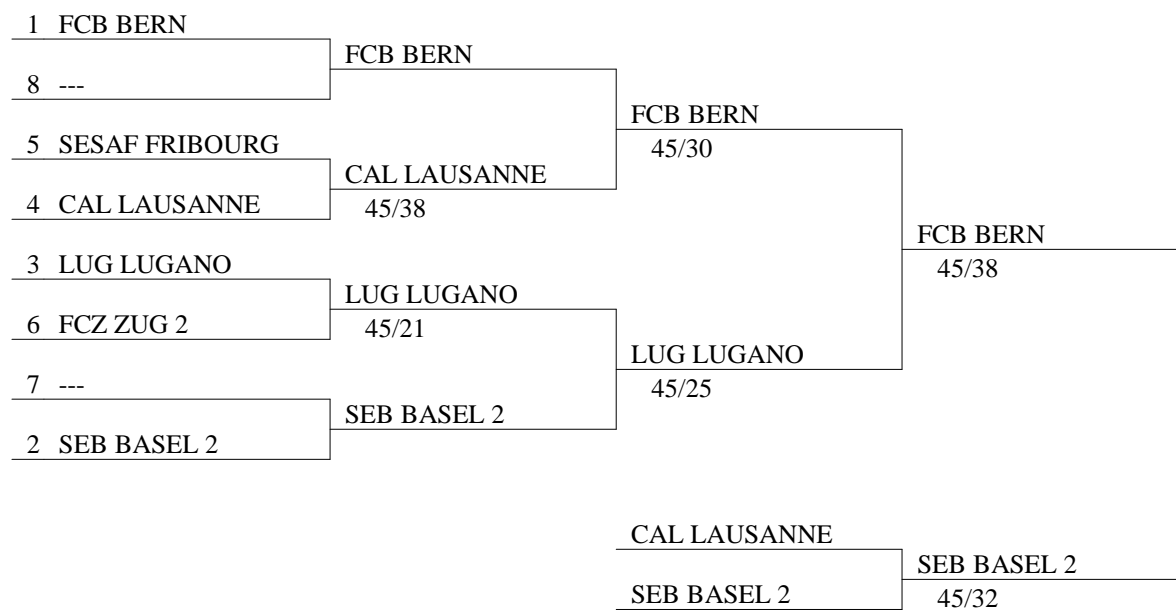 1 FCB BERN
FCB BERN
8 ---
FCB BERN
45/30
5 SESAF FRIBOURG
CAL LAUSANNE
45/38
4 CAL LAUSANNE
FCB BERN
45/38
3 LUG LUGANO
LUG LUGANO
45/21
6 FCZ ZUG 2
LUG LUGANO
45/25
7 ---
SEB BASEL 2
2 SEB BASEL 2
CAL LAUSANNE
SEB BASEL 2
45/32
SEB BASEL 2